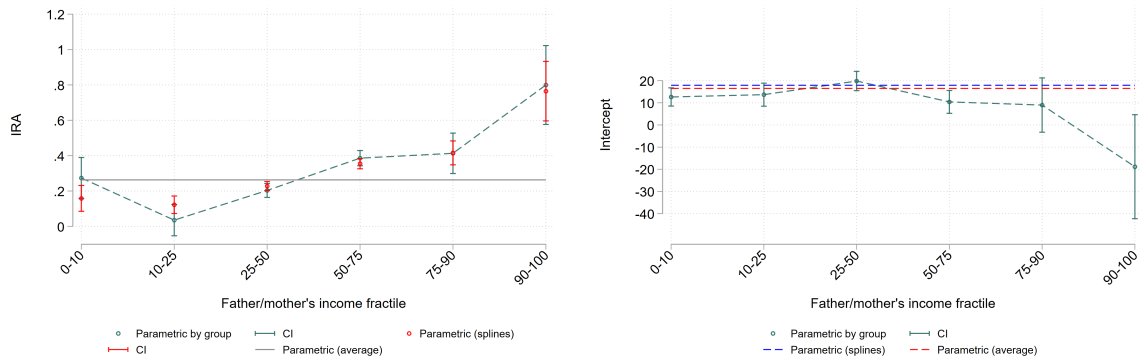 1.2
1
.8
.6
.4
.2
0
IRA
0-10
10-25
25-50
50-75
75-90
90-100
Father/mother's income fractile
Parametric by group
CI
Parametric (splines)
CI
Parametric (average)
20
10
0
-10
-20
-30
-40
Intercept
0-10
10-25
25-50
50-75
75-90
90-100
Father/mother's income fractile
Parametric by group
CI
Parametric (splines)
Parametric (average)